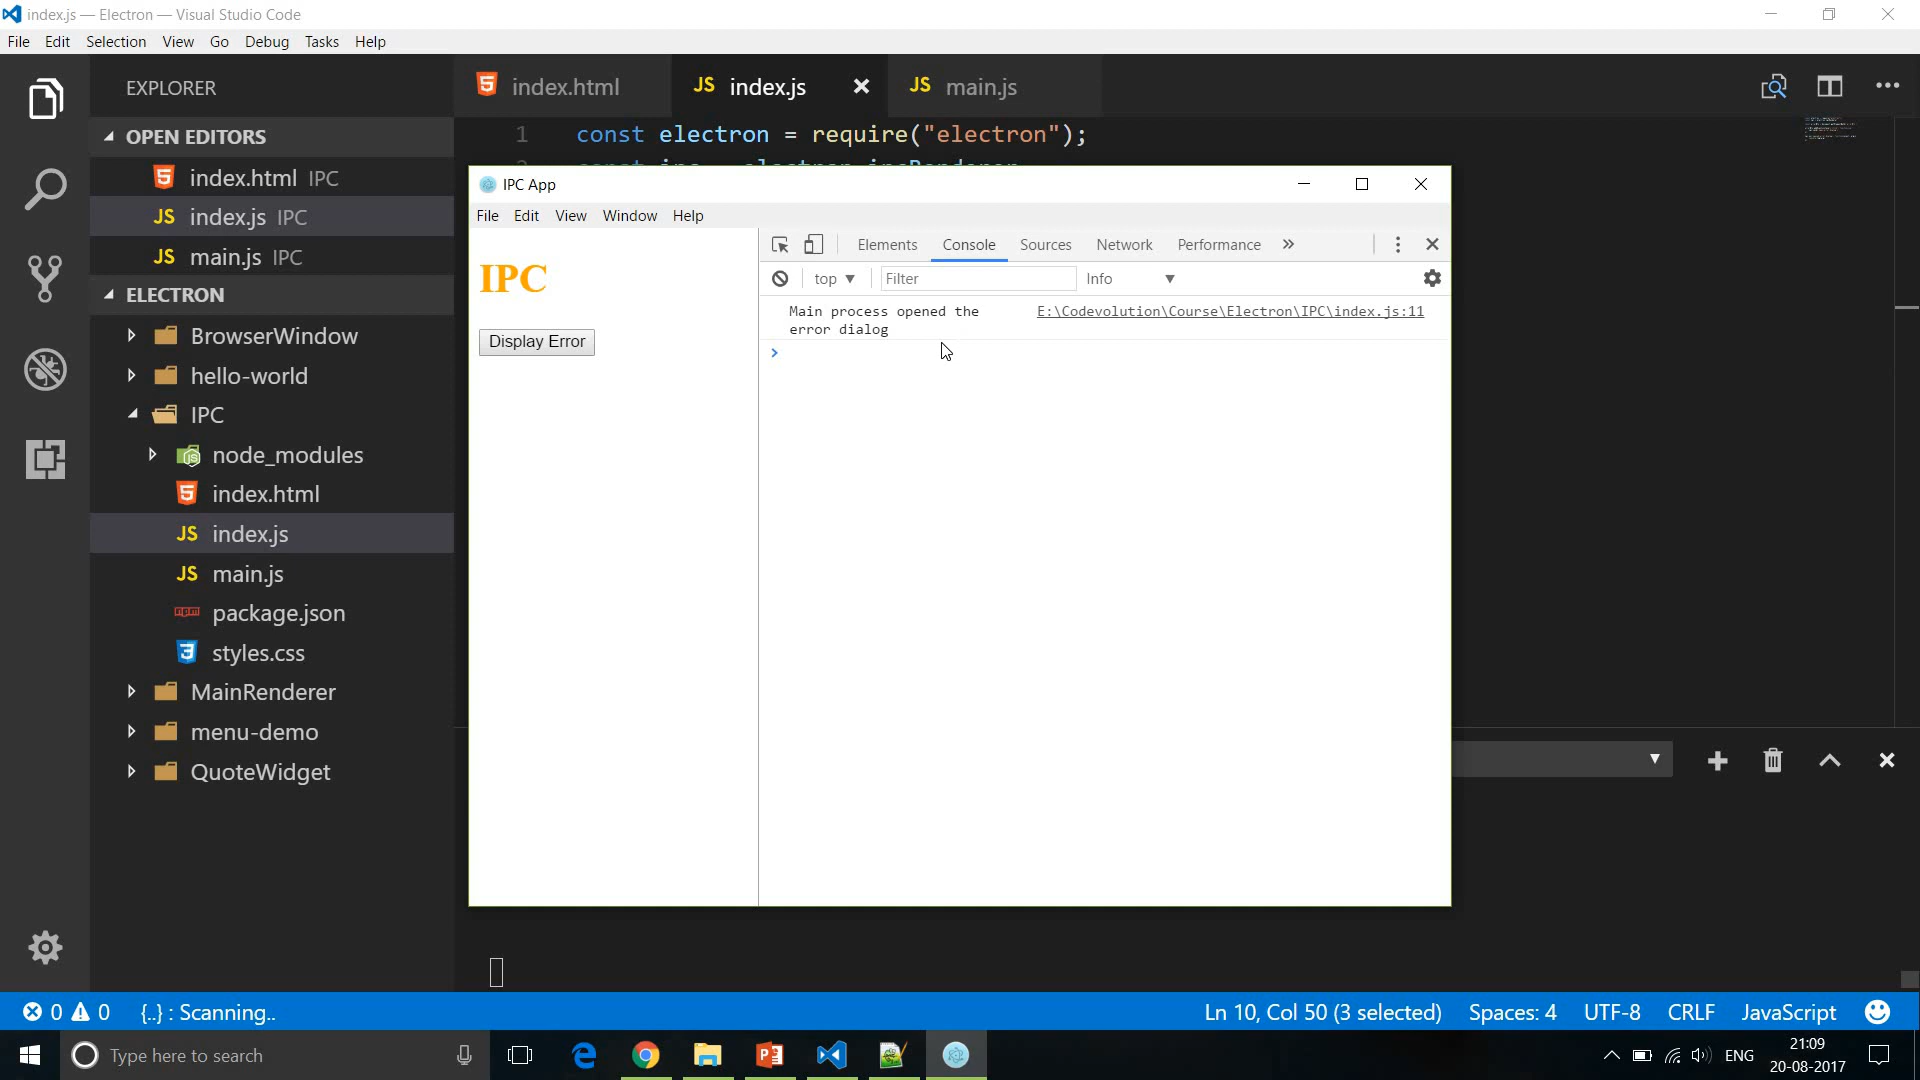 index.js — Electron — Visual Studio Code
File Edit Selection View Go Debug Tasks Help
EXPLORER
index.html
JS index.js
JS main.js
OPEN EDITORS
index.html IPC
JS index.js IPC
JS main.js IPC
ELECTRON
BrowserWindow
hello-world
IPC
node_modules
index.html
JS index.js
JS main.js
package.json
styles.css
MainRenderer
menu-demo
QuoteWidget
1 const electron = require("electron");
IPC App
File Edit View Window Help
IPC
Display Error
Elements Console Sources Network Performance »
top Filter Info
Main process opened the
error dialog
E:\Codevolution\Course\Electron\IPC\index.js:11
0 0 {..} : Scanning..
Ln 10, Col 50 (3 selected) Spaces: 4 UTF-8 CRLF JavaScript
Type here to search
ENG
21:09
20-08-2017